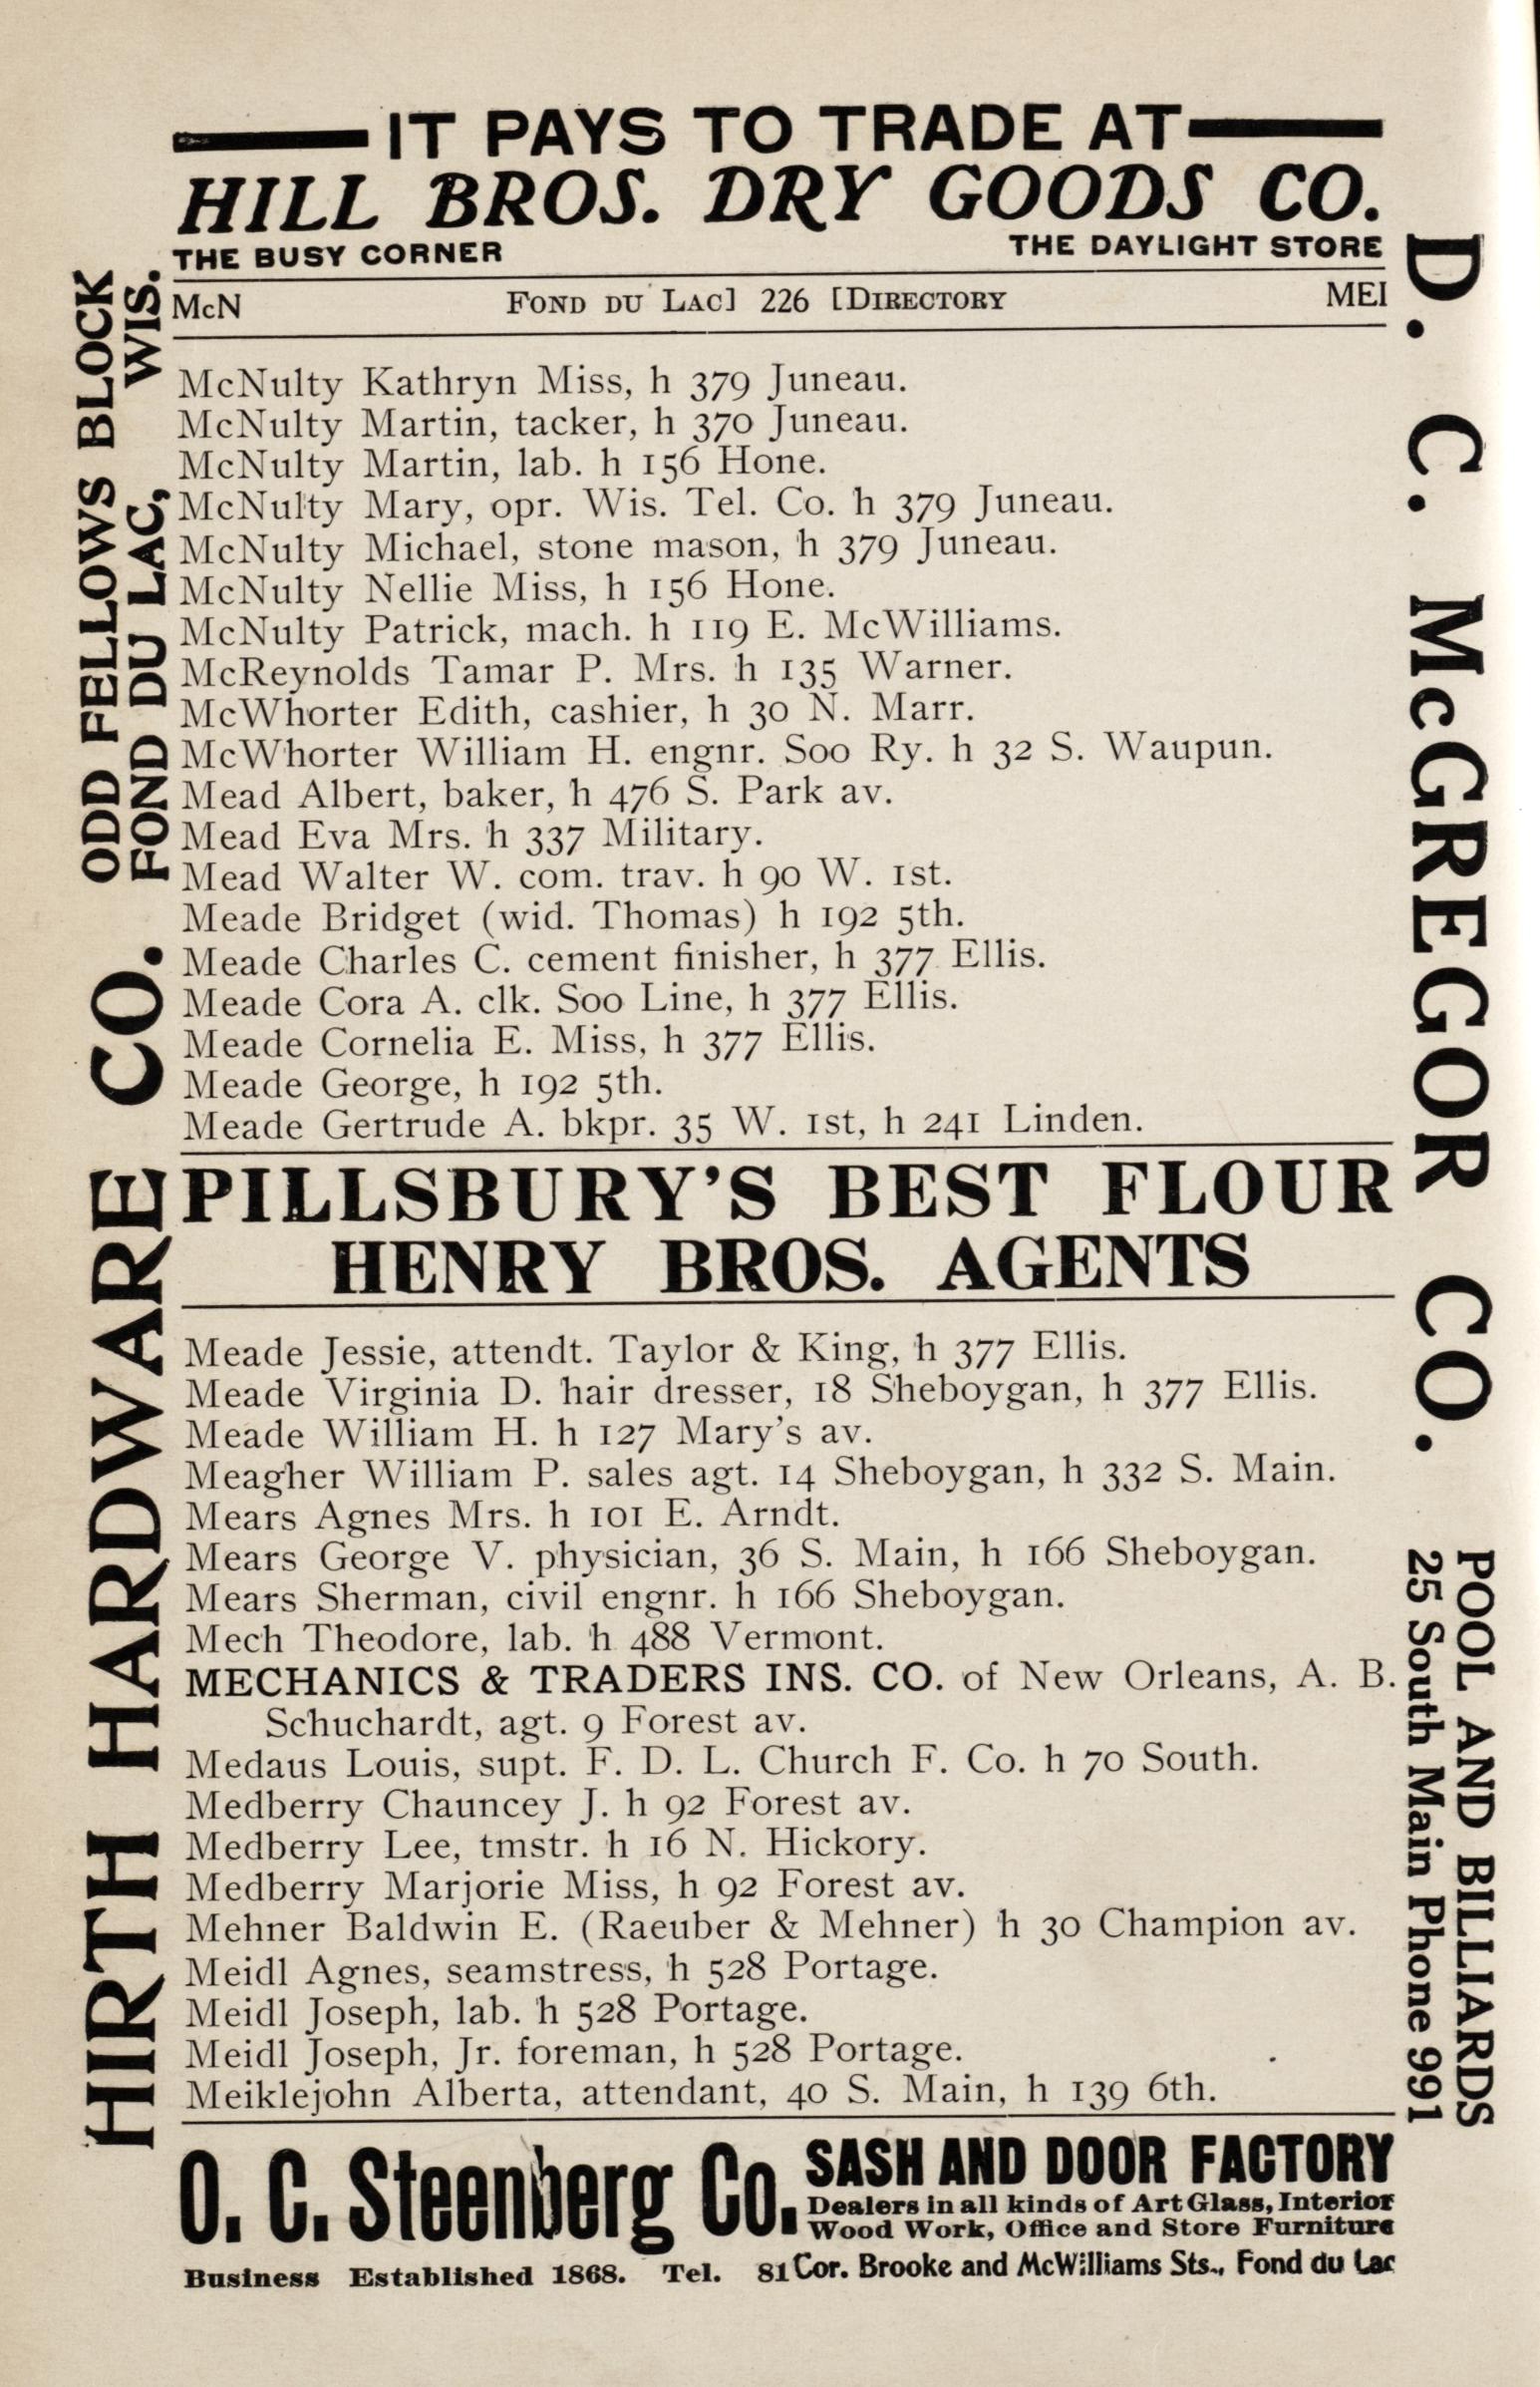 IT PAYS TO TRADE AT
HILL BROS. DRY GOODS CO.
THE BUSY CORNER THE DAYLIGHT STORE
McN FOND DU LAC] 226 [DIRECTORY MEI
McNulty Kathryn Miss, h 379 Juneau.
McNulty Martin, tacker, h 370 Juneau.
McNulty Martin, lab. h 156 Hone.
McNulty Mary, opr. Wis. Tel. Co. h 379 Juneau.
McNulty Michael, stone mason, h 379 Juneau.
McNulty Nellie Miss, h 156 Hone.
McNulty Patrick, mach. h 119 E. McWilliams.
McReynolds Tamar P. Mrs. h 135 Warner.
McWhorter Edith, cashier, h 30 N. Marr.
McWhorter William H. engnr. Soo Ry. h 32 S. Waupun.
Mead Albert, baker, h 476 S. Park av.
Mead Eva Mrs. h 337 Military.
Mead Walter W. com. trav. h 90 W. 1st.
Meade Bridget (wid. Thomas) h 192 5th.
Meade Charles C. cement finisher, h 377 Ellis.
Meade Cora A. clk. Soo Line, h 377 Ellis.
Meade Cornelia E. Miss, h 377 Ellis.
Meade George, h 192 5th.
Meade Gertrude A. bkpr. 35 W. 1st, h 241 Linden.
PILLSBURY'S BEST FLOUR
HENRY BROS. AGENTS
Meade Jessie, attendt. Taylor & King, h 377 Ellis.
Meade Virginia D. hair dresser, 18 Sheboygan, h 377 Ellis.
Meade William H. h 127 Mary's av.
Meagher William P. sales agt. 14 Sheboygan, h 332 S. Main.
Mears Agnes Mrs. h 101 E. Arndt.
Mears George V. physician, 36 S. Main, h 166 Sheboygan.
Mears Sherman, civil engnr. h 166 Sheboygan.
Mech Theodore, lab. h 488 Vermont.
MECHANICS & TRADERS INS. CO. of New Orleans, A. B.
Schuchardt, agt. 9 Forest av.
Medaus Louis, supt. F. D. L. Church F. Co. h 70 South.
Medberry Chauncey J. h 92 Forest av.
Medberry Lee, tmstr. h 16 N. Hickory.
Medberry Marjorie Miss, h 92 Forest av.
Mehner Baldwin E. (Raeuber & Mehner) h 30 Champion av.
Meidl Agnes, seamstress, h 528 Portage.
Meidl Joseph, lab. h 528 Portage.
Meidl Joseph, Jr. foreman, h 528 Portage.
Meiklejohn Alberta, attendant, 40 S. Main, h 139 6th.
O. C. Steenberg Co. SASH AND DOOR FACTORY
Dealers in all kinds of Art Glass, Interior
Wood Work, Office and Store Furniture
Business Established 1868. Tel. 81 Cor. Brooke and McWilliams Sts., Fond du Lac
HIRTH HARDWARE CO.
ODD FELLOWS BLOCK
FOND DU LAC, WIS.
D. C. McGREGOR CO.
POOL AND BILLIARDS
25 South Main Phone 991